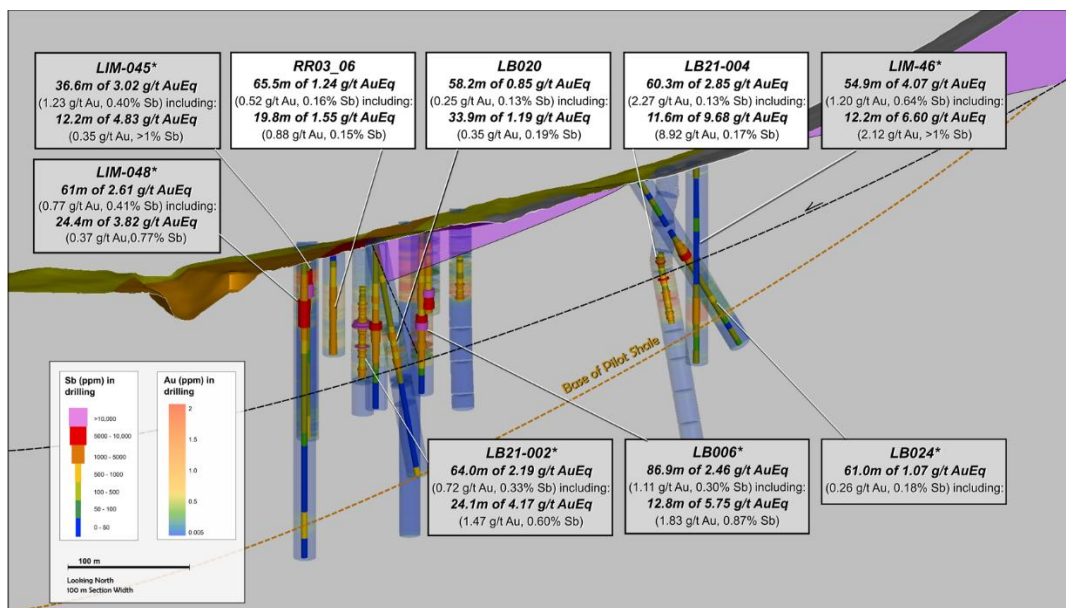 LIM-045*
36.6m of 3.02 g/t AuEq
(1.23 g/t Au, 0.40% Sb) including:
12.2m of 4.83 g/t AuEq
(0.35 g/t Au, >1% Sb)
RR03_06
65.5m of 1.24 g/t AuEq
(0.52 g/t Au, 0.16% Sb) including:
19.8m of 1.55 g/t AuEq
(0.88 g/t Au, 0.15% Sb)
LB020
58.2m of 0.85 g/t AuEq
(0.25 g/t Au, 0.13% Sb) including:
33.9m of 1.19 g/t AuEq
(0.35 g/t Au, 0.19% Sb)
LB21-004
60.3m of 2.85 g/t AuEq
(2.27 g/t Au, 0.13% Sb) including:
11.6m of 9.68 g/t AuEq
(8.92 g/t Au, 0.17% Sb)
LIM-46*
54.9m of 4.07 g/t AuEq
(1.20 g/t Au, 0.64% Sb) including:
12.2m of 6.60 g/t AuEq
(2.12 g/t Au, >1% Sb)
LIM-048*
61m of 2.61 g/t AuEq
(0.77 g/t Au, 0.41% Sb) including:
24.4m of 3.82 g/t AuEq
(0.37 g/t Au,0.77% Sb)
Base of Pilot Shale
Sb (ppm) in
drilling
>10,000
5000 - 10,000
1000 - 5000
500 - 1000
100 - 500
50 - 100
0 - 50
Au (ppm) in
drilling
2
1.5
1.0
0.5
0.005
100 m
Looking North
100 m Section Width
LB21-002*
64.0m of 2.19 g/t AuEq
(0.72 g/t Au, 0.33% Sb) including:
24.1m of 4.17 g/t AuEq
(1.47 g/t Au, 0.60% Sb)
LB006*
86.9m of 2.46 g/t AuEq
(1.11 g/t Au, 0.30% Sb) including:
12.8m of 5.75 g/t AuEq
(1.83 g/t Au, 0.87% Sb)
LB024*
61.0m of 1.07 g/t AuEq
(0.26 g/t Au, 0.18% Sb) including: